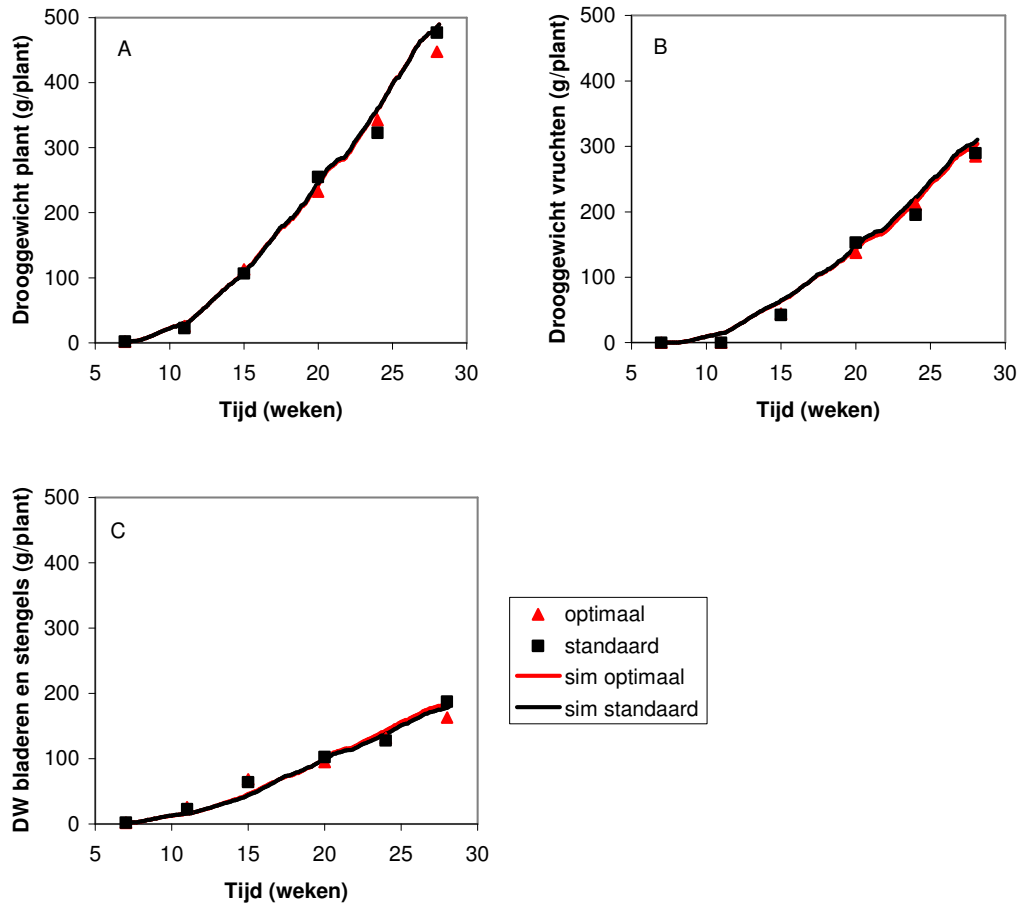 A
Drooggewicht plant (g/plant)
500
400
300
200
100
0
5 10 15 20 25 30
Tijd (weken)
B
Drooggewicht vruchten (g/plant)
500
400
300
200
100
0
5 10 15 20 25 30
Tijd (weken)
C
DW bladeren en stengels (g/plant)
500
400
300
200
100
0
5 10 15 20 25 30
Tijd (weken)
optimaal
standaard
sim optimaal
sim standaard